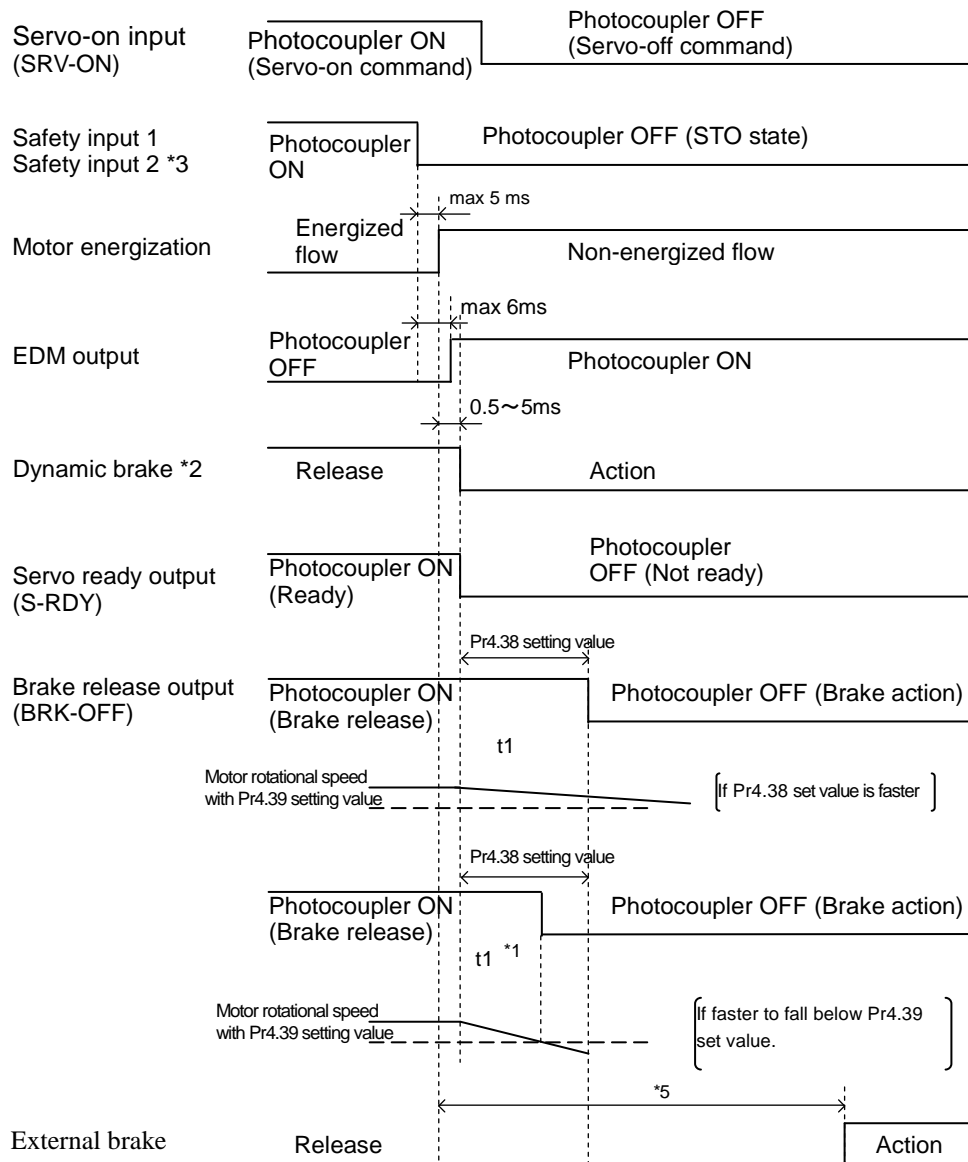 Servo-on input
(SRV-ON)
Photocoupler ON
(Servo-on command)
Photocoupler OFF
(Servo-off command)
Safety input 1
Safety input 2 *3
Photocoupler
ON
Photocoupler OFF (STO state)
max 5 ms
Motor energization
Energized
flow
Non-energized flow
max 6ms
EDM output
Photocoupler
OFF
Photocoupler ON
0.5～5ms
Dynamic brake *2
Release
Action
Servo ready output
(S-RDY)
Photocoupler ON
(Ready)
Photocoupler
OFF (Not ready)
Pr4.38 setting value
Brake release output
(BRK-OFF)
Photocoupler ON
(Brake release)
Photocoupler OFF (Brake action)
t1
Motor rotational speed
with Pr4.39 setting value
If Pr4.38 set value is faster
Pr4.38 setting value
Photocoupler ON
(Brake release)
Photocoupler OFF (Brake action)
t1 *1
Motor rotational speed
with Pr4.39 setting value
If faster to fall below Pr4.39
set value.
*5
External brake
Release
Action